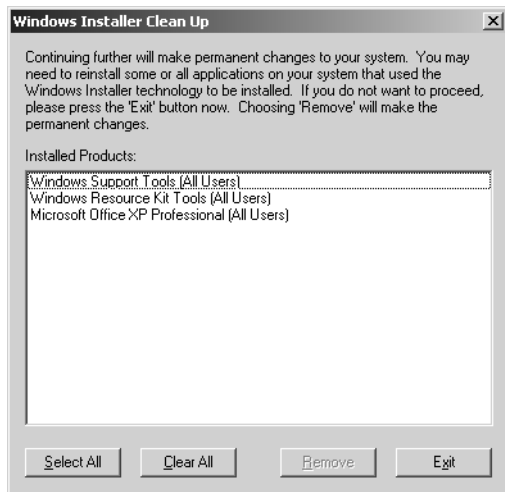 Windows Installer Clean Up
Continuing further will make permanent changes to your system. You may
need to reinstall some or all applications on your system that used the
Windows Installer technology to be installed. If you do not want to proceed,
please press the 'Exit' button now. Choosing 'Remove' will make the
permanent changes.
Installed Products:
Windows Support Tools (All Users)
Windows Resource Kit Tools (All Users)
Microsoft Office XP Professional (All Users)
Select All
Clear All
Remove
Exit